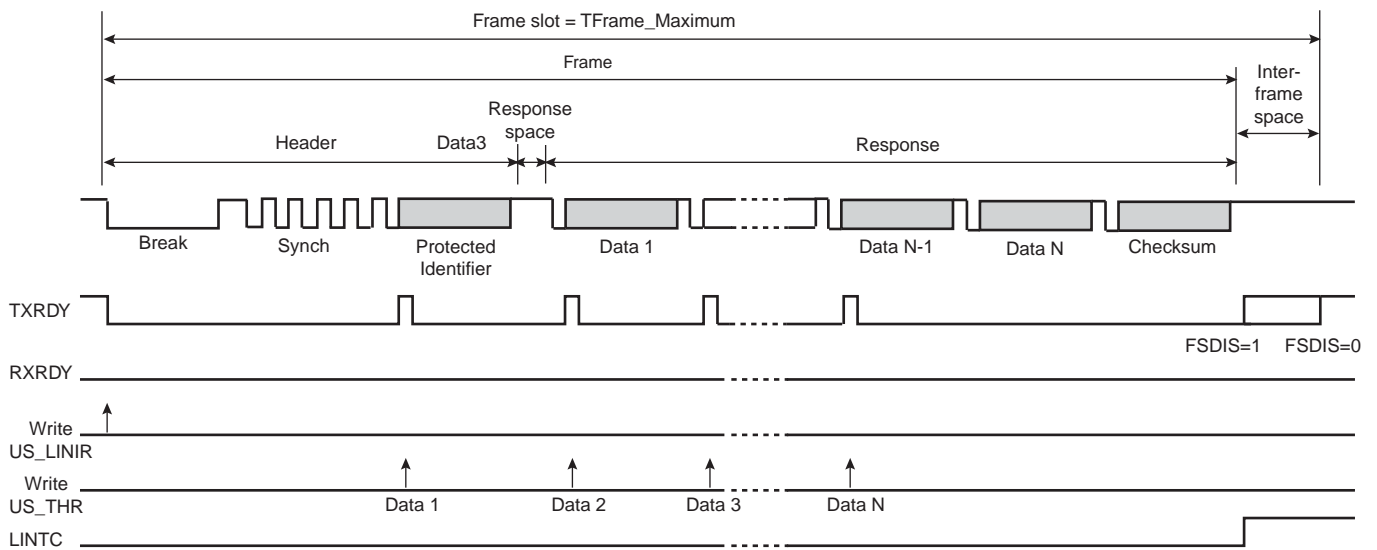 Frame slot = TFrame_Maximum
Frame
Inter-
frame
space
Response
space
Header
Data3
Response
Break
Synch
Protected
Identifier
Data 1
Data N-1
Data N
Checksum
TXRDY
FSDIS=1
FSDIS=0
RXRDY
Write
US_LINIR
Write
US_THR
Data 1
Data 2
Data 3
Data N
LINTC